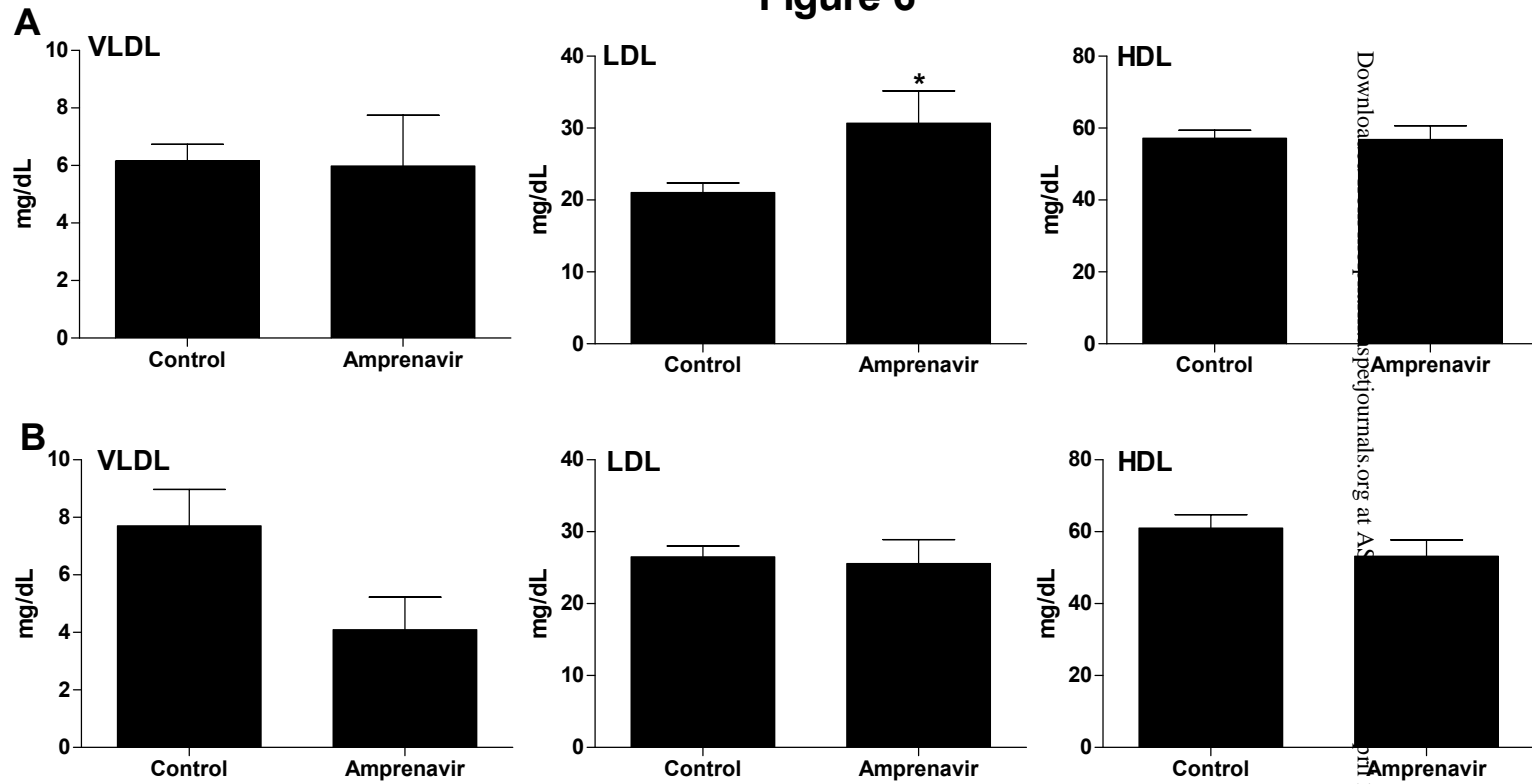 Figure 6
A
VLDL
10
8
6
4
2
0
mg/dL
Control
Amprenavir
LDL
40
30
20
10
0
mg/dL
*
Control
Amprenavir
HDL
80
60
40
20
0
mg/dL
Control
Amprenavir
B
VLDL
10
8
6
4
2
0
mg/dL
Control
Amprenavir
LDL
40
30
20
10
0
mg/dL
Control
Amprenavir
HDL
80
60
40
20
0
mg/dL
Control
Amprenavir
spetjournals.org at